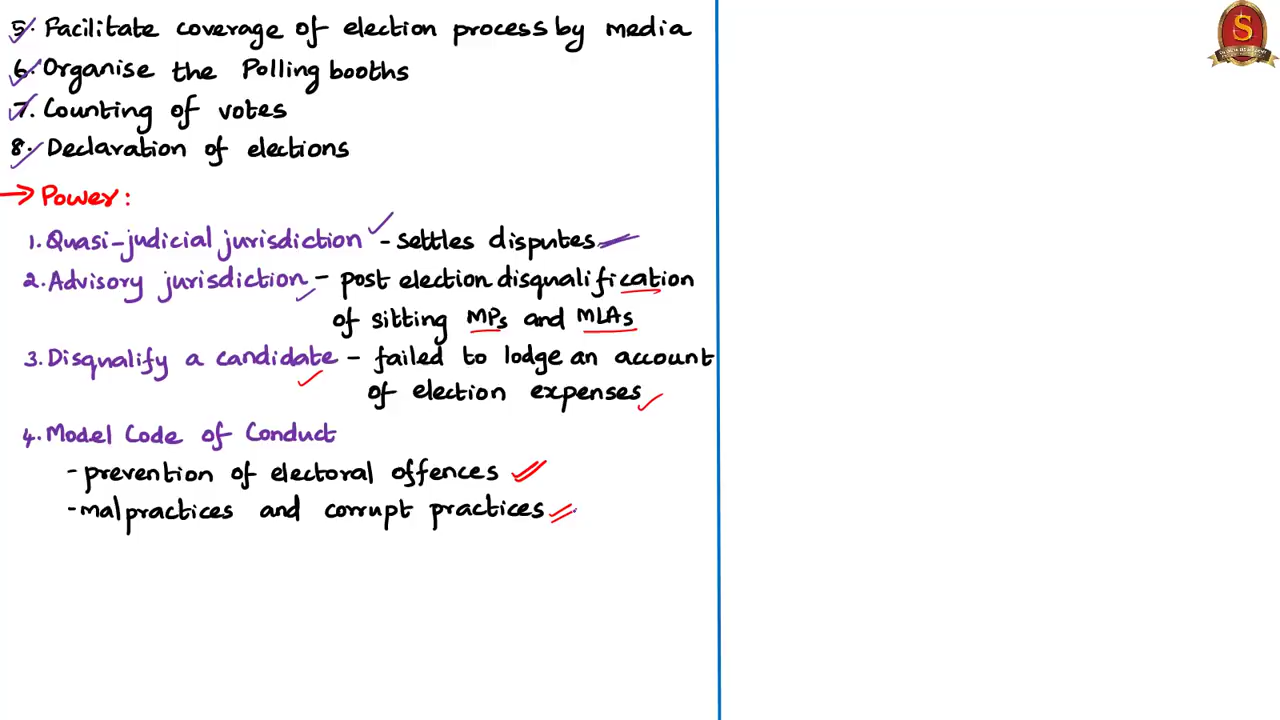 5. Facilitate coverage of election process by media
6. Organise the Polling booths
7. Counting of votes
8. Declaration of elections
→ Power:
1. Quasi-judicial jurisdiction - settles disputes
2. Advisory jurisdiction - post election disqualification
of sitting MPs and MLAs
3. Disqualify a candidate - failed to lodge an account
of election expenses
4. Model Code of Conduct
- prevention of electoral offences
- malpractices and corrupt practices
S